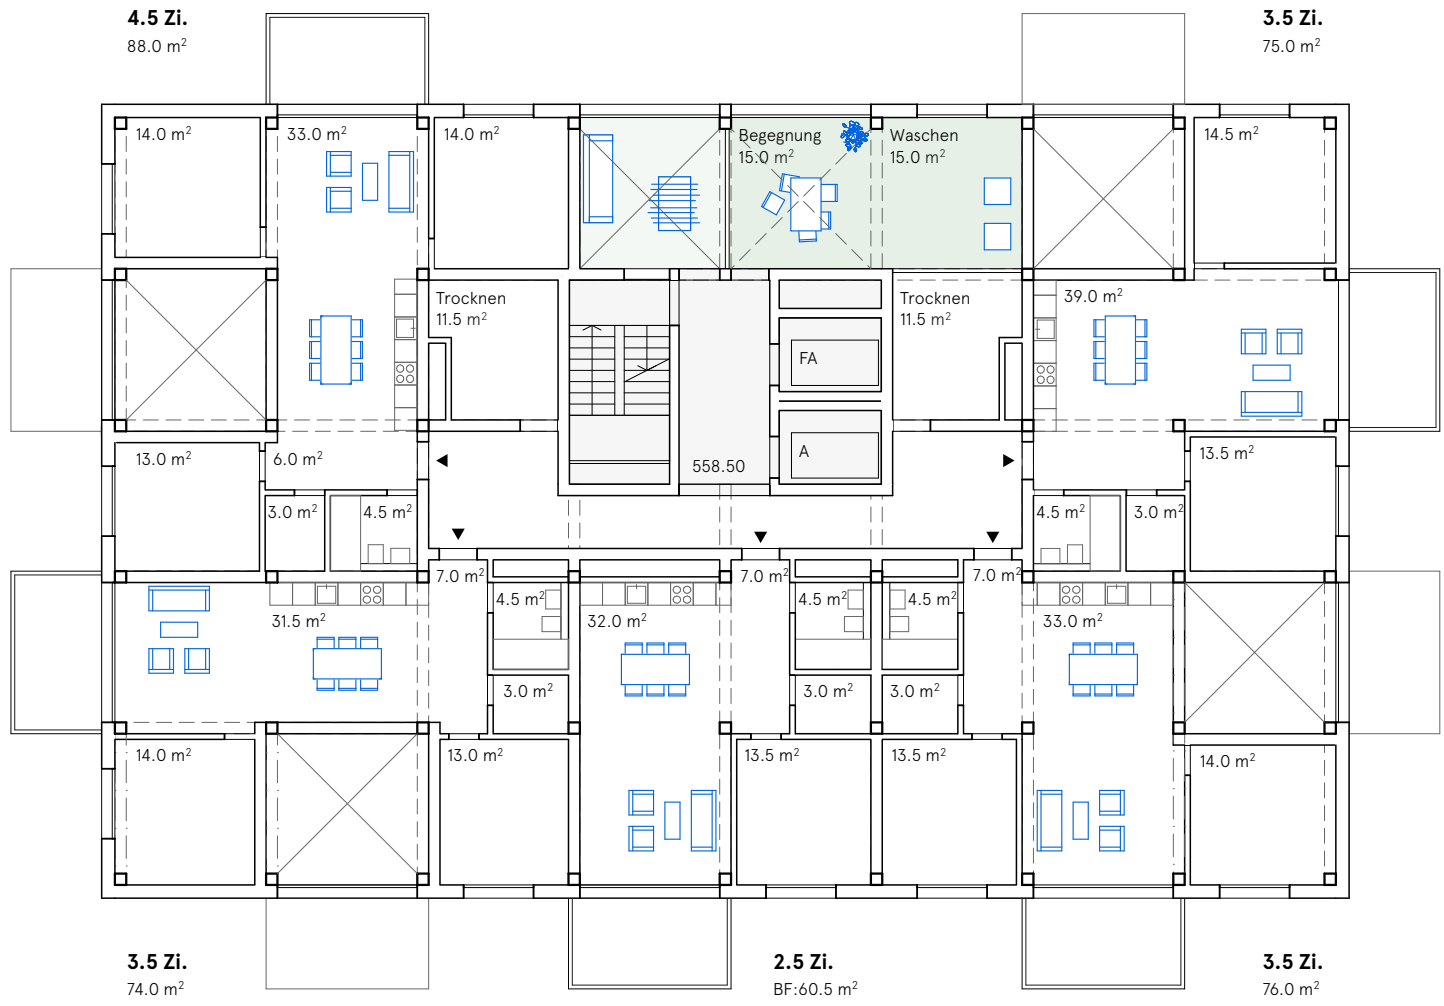 4.5 Zi.
88.0 m²
3.5 Zi.
75.0 m²
14.0 m²
33.0 m²
14.0 m²
Begegnung
15.0 m²
Waschen
15.0 m²
14.5 m²
Trocknen
11.5 m²
Trocknen
11.5 m²
39.0 m²
FA
A
558.50
13.0 m²
6.0 m²
13.5 m²
3.0 m²
4.5 m²
4.5 m²
3.0 m²
7.0 m²
7.0 m²
7.0 m²
31.5 m²
4.5 m²
32.0 m²
4.5 m²
4.5 m²
33.0 m²
3.0 m²
3.0 m²
3.0 m²
14.0 m²
13.0 m²
13.5 m²
13.5 m²
14.0 m²
3.5 Zi.
74.0 m²
2.5 Zi.
BF:60.5 m²
3.5 Zi.
76.0 m²